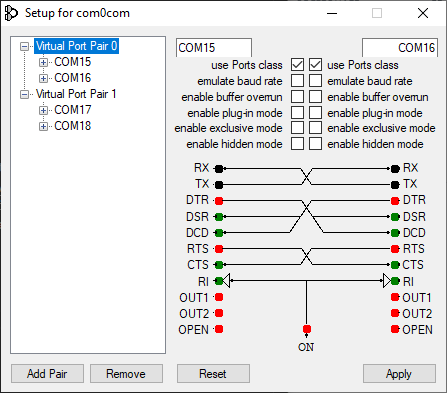 Setup for com0com
Virtual Port Pair 0
COM15
COM16
Virtual Port Pair 1
COM17
COM18
COM15 COM16
use Ports class use Ports class
emulate baud rate emulate baud rate
enable buffer overrun enable buffer overrun
enable plug-in mode enable plug-in mode
enable exclusive mode enable exclusive mode
enable hidden mode enable hidden mode
RX RX
TX TX
DTR DTR
DSR DSR
DCD DCD
RTS RTS
CTS CTS
RI RI
OUT1 OUT1
OUT2 OUT2
OPEN OPEN
ON
Add Pair Remove Reset Apply